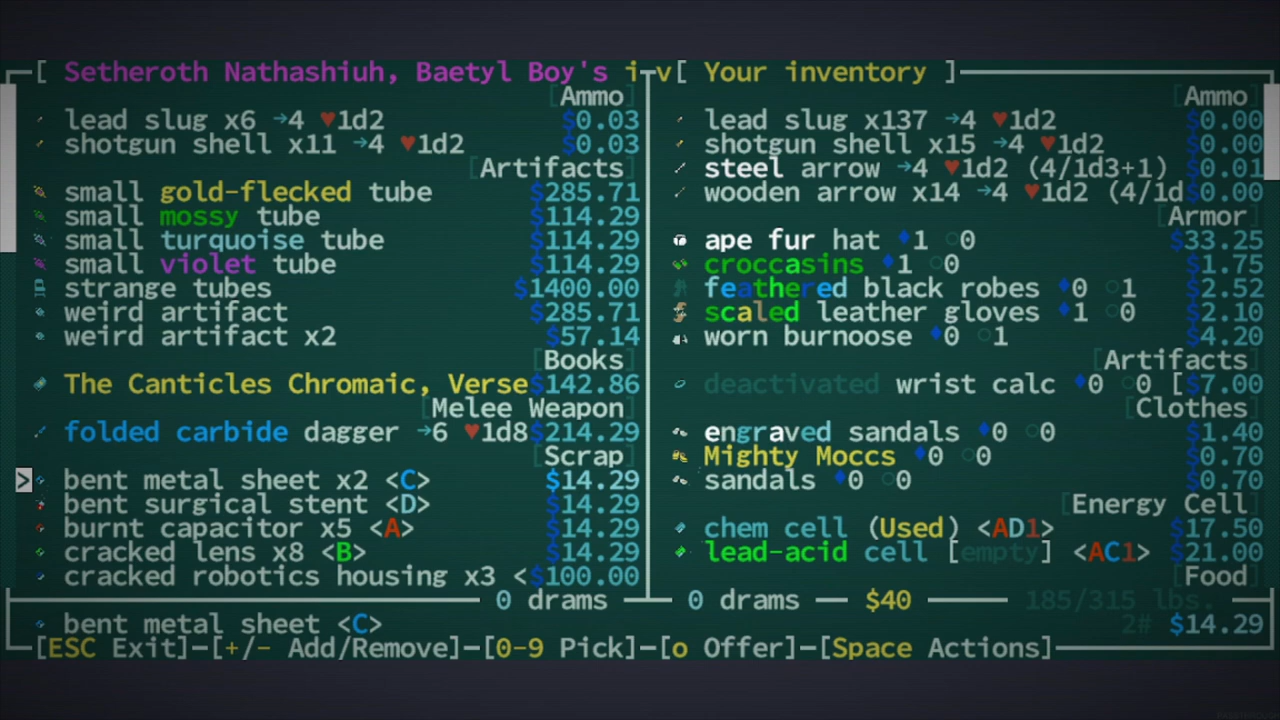 [ Setheroth Nathashiuh, Baetyl Boy's i
[Ammo]
lead slug x6 →4 ♥1d2 $0.03
shotgun shell x11 →4 ♥1d2 $0.03
[Artifacts]
small gold-flecked tube $285.71
small mossy tube $114.29
small turquoise tube $114.29
small violet tube $114.29
strange tubes $1400.00
weird artifact $285.71
weird artifact x2 $57.14
[Books]
The Canticles Chromaic, Verse $142.86
[Melee Weapon]
folded carbide dagger →6 ♥1d8 $214.29
[Scrap]
> bent metal sheet x2 <C> $14.29
bent surgical stent <D> $14.29
burnt capacitor x5 <A> $14.29
cracked lens x8 <B> $14.29
cracked robotics housing x3 < $100.00
0 drams
v[ Your inventory ]
[Ammo]
lead slug x137 →4 ♥1d2 $0.00
shotgun shell x15 →4 ♥1d2 $0.00
steel arrow →4 ♥1d2 (4/1d3+1) $0.01
wooden arrow x14 →4 ♥1d2 (4/1d $0.00
[Armor]
ape fur hat ♦1 ○0 $33.25
croccasins ♦1 ○0 $1.75
feathered black robes ♦0 ○1 $2.52
scaled leather gloves ♦1 ○0 $2.10
worn burnoose ♦0 ○1 $4.20
[Artifacts]
deactivated wrist calc ♦0 ○0 [ $7.00
[Clothes]
engraved sandals ♦0 ○0 $1.40
Mighty Moccs ♦0 ○0 $0.70
sandals ♦0 ○0 $0.70
[Energy Cell]
chem cell (Used) <AD1> $17.50
lead-acid cell [empty] <AC1> $21.00
[Food]
0 drams — $40 — 185/315 lbs.
bent metal sheet <C> 2# $14.29
[ESC Exit]—[+/- Add/Remove]—[0-9 Pick]—[o Offer]—[Space Actions]